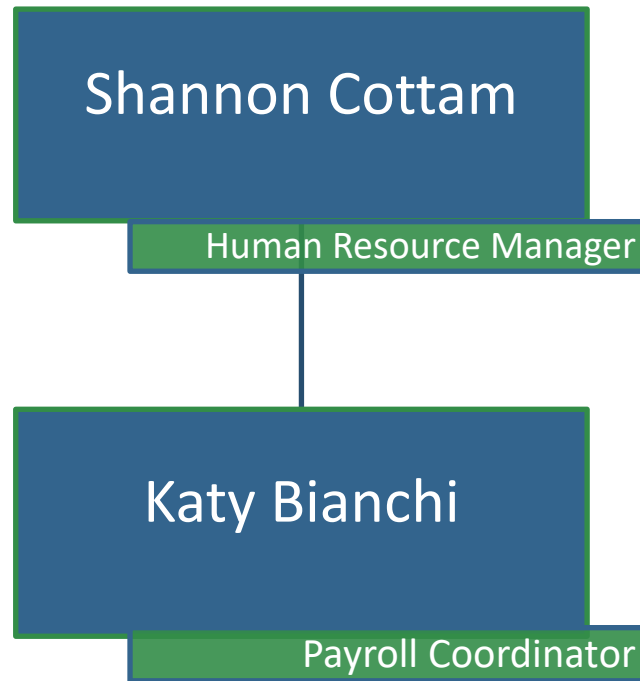 Shannon Cottam
Human Resource Manager
Katy Bianchi
Payroll Coordinator